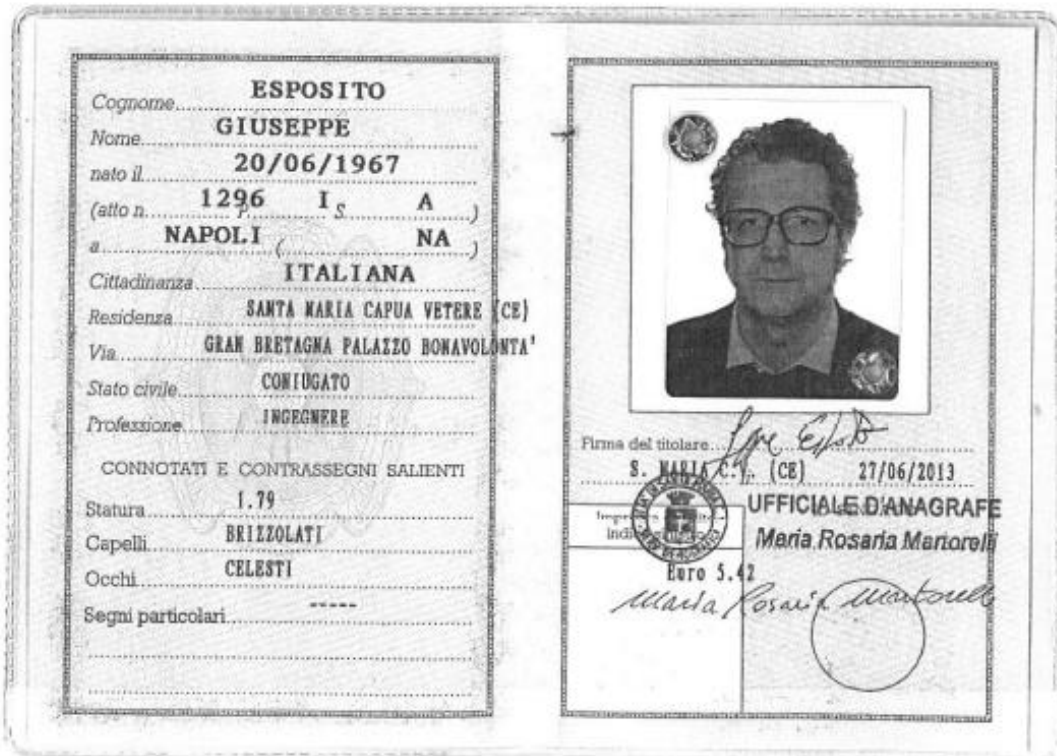 Cognome ESPOSITO
Nome GIUSEPPE
nato il 20/06/1967
(atto n. 1296 P. I S. A )
a NAPOLI ( NA )
Cittadinanza ITALIANA
Residenza SANTA MARIA CAPUA VETERE (CE)
Via GRAN BRETAGNA PALAZZO BONAVOLONTA'
Stato civile CONIUGATO
Professione INGEGNERE
CONNOTATI E CONTRASSEGNI SALIENTI
Statura 1.79
Capelli BRIZZOLATI
Occhi CELESTI
Segni particolari -----
Firma del titolare
S. MARIA C.V. (CE) 27/06/2013
UFFICIALE D'ANAGRAFE
Maria Rosaria Martorelli
Euro 5.42
Maria Rosaria Martorelli